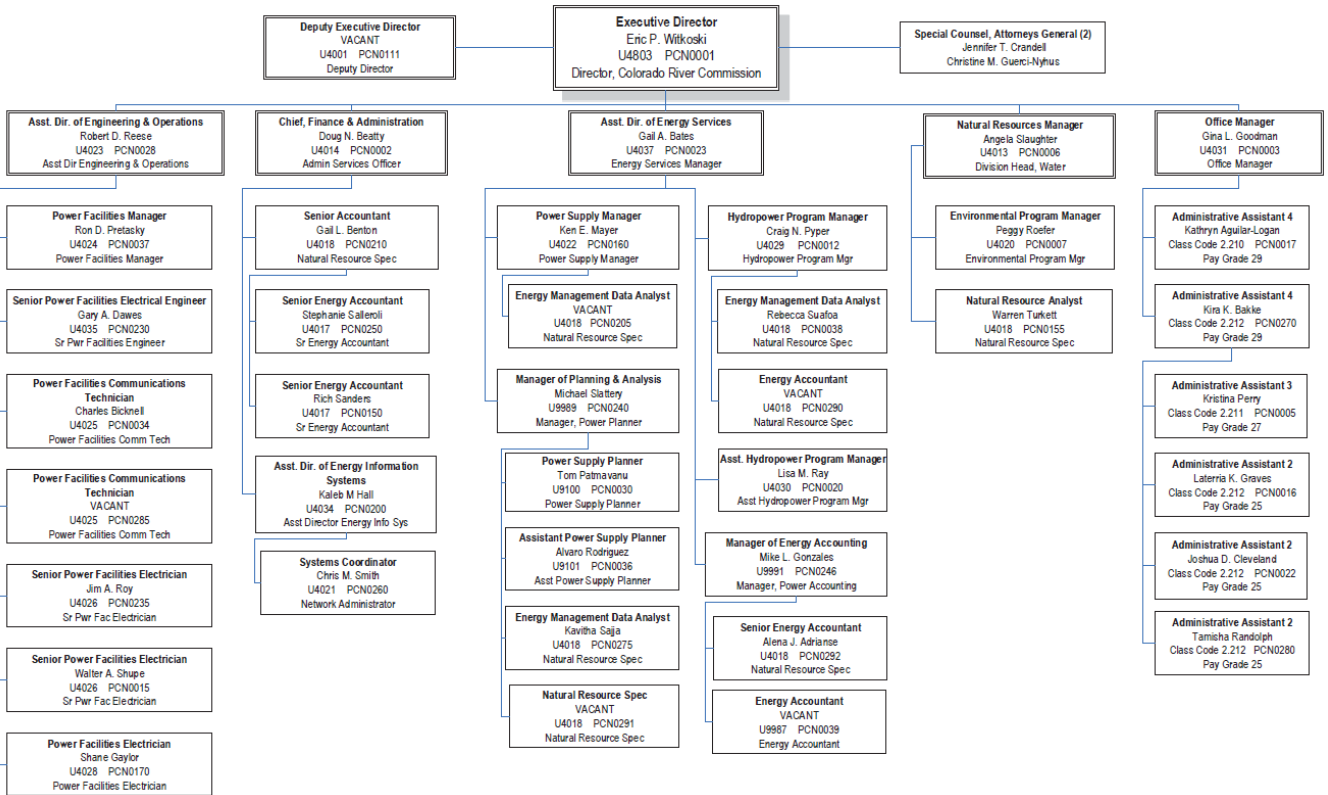 Deputy Executive Director
VACANT
U4001 PCN0111
Deputy Director
Executive Director
Eric P. Witkoski
U4803 PCN0001
Director, Colorado River Commission
Special Counsel, Attorneys General (2)
Jennifer T. Crandell
Christine M. Guerci-Nyhus
Asst. Dir. of Engineering & Operations
Robert D. Reese
U4023 PCN0028
Asst Dir Engineering & Operations
Power Facilities Manager
Ron D. Pretasky
U4024 PCN0037
Power Facilities Manager
Senior Power Facilities Electrical Engineer
Gary A. Dawes
U4035 PCN0230
Sr Pwr Facilities Engineer
Power Facilities Communications
Technician
Charles Bicknell
U4025 PCN0034
Power Facilities Comm Tech
Power Facilities Communications
Technician
VACANT
U4025 PCN0285
Power Facilities Comm Tech
Senior Power Facilities Electrician
Jim A. Roy
U4026 PCN0235
Sr Pwr Fac Electrician
Senior Power Facilities Electrician
Walter A. Shupe
U4026 PCN0015
Sr Pwr Fac Electrician
Power Facilities Electrician
Shane Gaylor
U4028 PCN0170
Power Facilities Electrician
Chief, Finance & Administration
Doug N. Beatty
U4014 PCN0002
Admin Services Officer
Senior Accountant
Gail L. Benton
U4018 PCN0210
Natural Resource Spec
Senior Energy Accountant
Stephanie Salleroli
U4017 PCN0250
Sr Energy Accountant
Senior Energy Accountant
Rich Sanders
U4017 PCN0150
Sr Energy Accountant
Asst. Dir. of Energy Information
Systems
Kaleb M Hall
U4034 PCN0200
Asst Director Energy Info Sys
Systems Coordinator
Chris M. Smith
U4021 PCN0260
Network Administrator
Asst. Dir. of Energy Services
Gail A. Bates
U4037 PCN0023
Energy Services Manager
Power Supply Manager
Ken E. Mayer
U4022 PCN0160
Power Supply Manager
Energy Management Data Analyst
VACANT
U4018 PCN0205
Natural Resource Spec
Manager of Planning & Analysis
Michael Slattery
U9989 PCN0240
Manager, Power Planner
Power Supply Planner
Tom Patmavanu
U9100 PCN0030
Power Supply Planner
Assistant Power Supply Planner
Alvaro Rodriguez
U9101 PCN0036
Asst Power Supply Planner
Energy Management Data Analyst
Kavitha Sajja
U4018 PCN0275
Natural Resource Spec
Natural Resource Spec
VACANT
U4018 PCN0291
Natural Resource Spec
Hydropower Program Manager
Craig N. Pyper
U4029 PCN0012
Hydropower Program Mgr
Energy Management Data Analyst
Rebecca Suafoa
U4018 PCN0038
Natural Resource Spec
Energy Accountant
VACANT
U4018 PCN0290
Natural Resource Spec
Asst. Hydropower Program Manager
Lisa M. Ray
U4030 PCN0020
Asst Hydropower Program Mgr
Manager of Energy Accounting
Mike L. Gonzales
U9991 PCN0246
Manager, Power Accounting
Senior Energy Accountant
Alena J. Adrianse
U4018 PCN0292
Natural Resource Spec
Energy Accountant
VACANT
U9987 PCN0039
Energy Accountant
Natural Resources Manager
Angela Slaughter
U4013 PCN0006
Division Head, Water
Environmental Program Manager
Peggy Roefer
U4020 PCN0007
Environmental Program Mgr
Natural Resource Analyst
Warren Turkett
U4018 PCN0155
Natural Resource Spec
Office Manager
Gina L. Goodman
U4031 PCN0003
Office Manager
Administrative Assistant 4
Kathryn Aguilar-Logan
Class Code 2.210 PCN0017
Pay Grade 29
Administrative Assistant 4
Kira K. Bakke
Class Code 2.212 PCN0270
Pay Grade 29
Administrative Assistant 3
Kristina Perry
Class Code 2.211 PCN0005
Pay Grade 27
Administrative Assistant 2
Laterria K. Graves
Class Code 2.212 PCN0016
Pay Grade 25
Administrative Assistant 2
Joshua D. Cleveland
Class Code 2.212 PCN0022
Pay Grade 25
Administrative Assistant 2
Tamisha Randolph
Class Code 2.212 PCN0280
Pay Grade 25